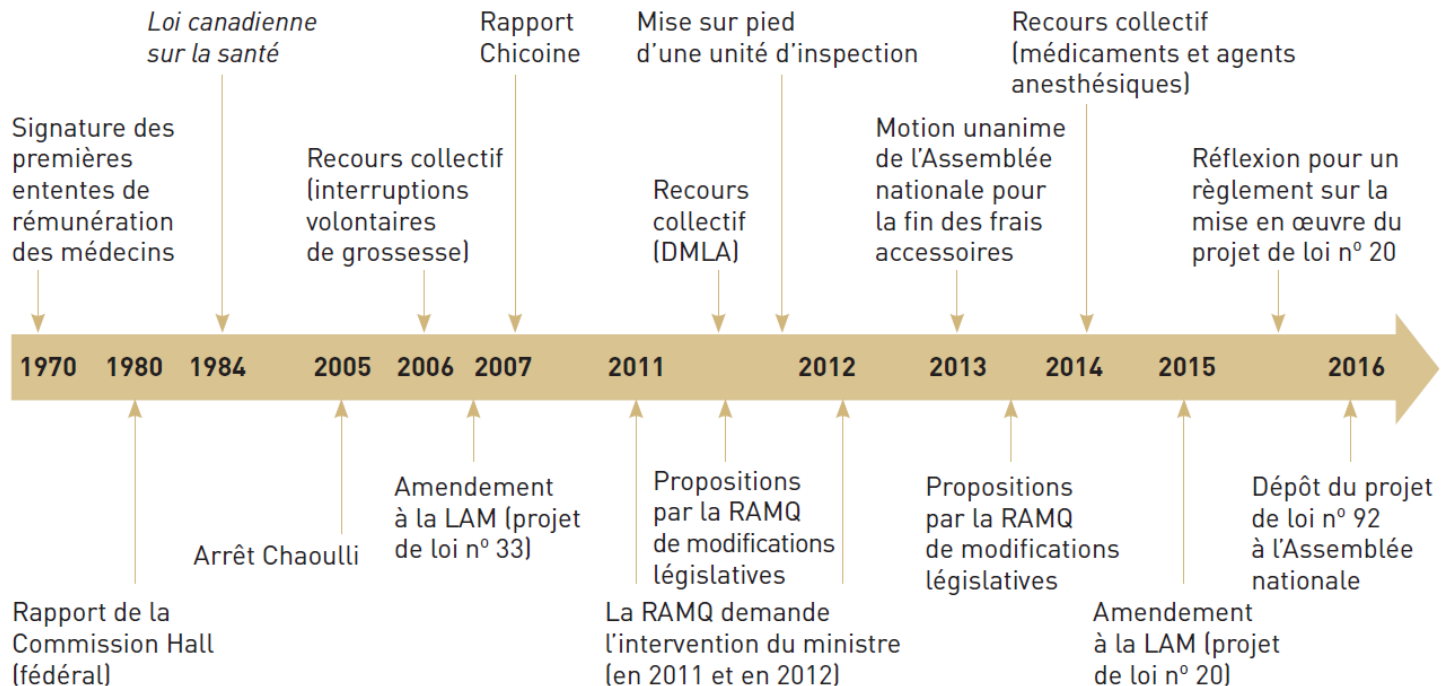 Loi canadienne
sur la santé
Rapport
Chicoine
Mise sur pied
d’une unité d’inspection
Recours collectif
(médicaments et agents
anesthésiques)
Signature des
premières
ententes de
rémunération
des médecins
Recours collectif
(interruptions
volontaires
de grossesse)
Recours
collectif
(DMLA)
Motion unanime
de l’Assemblée
nationale pour
la fin des frais
accessoires
Réflexion pour un
règlement sur la
mise en œuvre du
projet de loi nº 20
1970 1980 1984 2005 2006 2007 2011 2012 2013 2014 2015 2016
Rapport de la
Commission Hall
(fédéral)
Arrêt Chaoulli
Amendement
à la LAM (projet
de loi nº 33)
La RAMQ demande
l’intervention du ministre
(en 2011 et en 2012)
Propositions
par la RAMQ
de modifications
législatives
Propositions
par la RAMQ
de modifications
législatives
Amendement
à la LAM (projet
de loi nº 20)
Dépôt du projet
de loi nº 92
à l’Assemblée
nationale